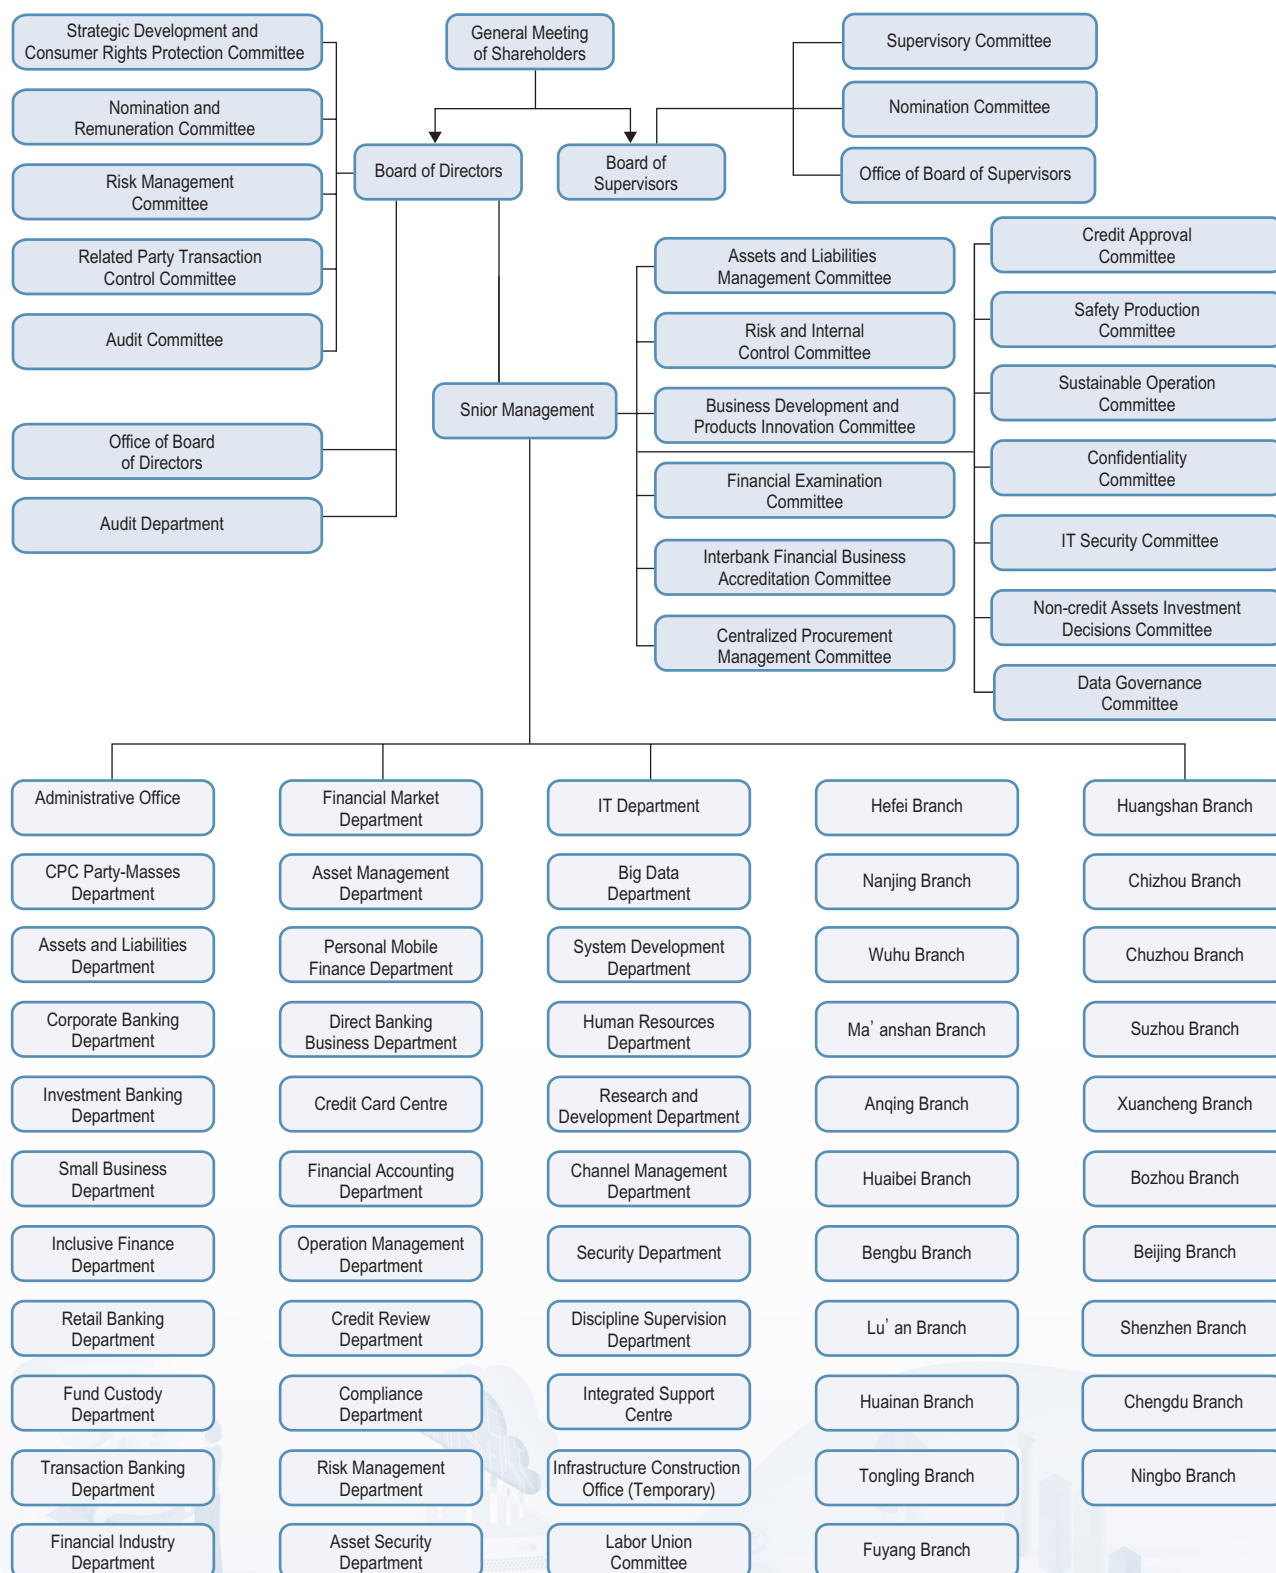 General Meeting
of Shareholders
Strategic Development and
Consumer Rights Protection Committee
Nomination and
Remuneration Committee
Risk Management
Committee
Related Party Transaction
Control Committee
Audit Committee
Office of Board
of Directors
Audit Department
Board of Directors
Board of
Supervisors
Supervisory Committee
Nomination Committee
Office of Board of Supervisors
Snior Management
Assets and Liabilities
Management Committee
Risk and Internal
Control Committee
Business Development and
Products Innovation Committee
Financial Examination
Committee
Interbank Financial Business
Accreditation Committee
Centralized Procurement
Management Committee
Credit Approval
Committee
Safety Production
Committee
Sustainable Operation
Committee
Confidentiality
Committee
IT Security Committee
Non-credit Assets Investment
Decisions Committee
Data Governance
Committee
Administrative Office
CPC Party-Masses
Department
Assets and Liabilities
Department
Corporate Banking
Department
Investment Banking
Department
Small Business
Department
Inclusive Finance
Department
Retail Banking
Department
Fund Custody
Department
Transaction Banking
Department
Financial Industry
Department
Financial Market
Department
Asset Management
Department
Personal Mobile
Finance Department
Direct Banking
Business Department
Credit Card Centre
Financial Accounting
Department
Operation Management
Department
Credit Review
Department
Compliance
Department
Risk Management
Department
Asset Security
Department
IT Department
Big Data
Department
System Development
Department
Human Resources
Department
Research and
Development Department
Channel Management
Department
Security Department
Discipline Supervision
Department
Integrated Support
Centre
Infrastructure Construction
Office (Temporary)
Labor Union
Committee
Hefei Branch
Nanjing Branch
Wuhu Branch
Ma’ anshan Branch
Anqing Branch
Huaibei Branch
Bengbu Branch
Lu’ an Branch
Huainan Branch
Tongling Branch
Fuyang Branch
Huangshan Branch
Chizhou Branch
Chuzhou Branch
Suzhou Branch
Xuancheng Branch
Bozhou Branch
Beijing Branch
Shenzhen Branch
Chengdu Branch
Ningbo Branch